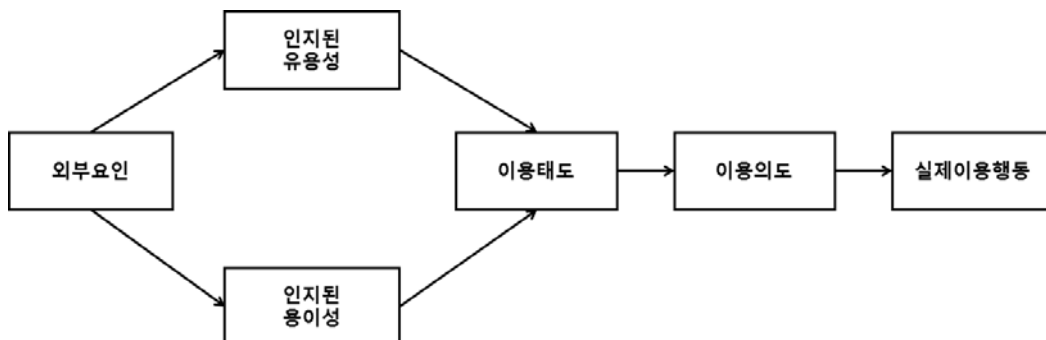 인지된
유용성
외부요인
이용태도
이용의도
실제이용행동
인지된
용이성